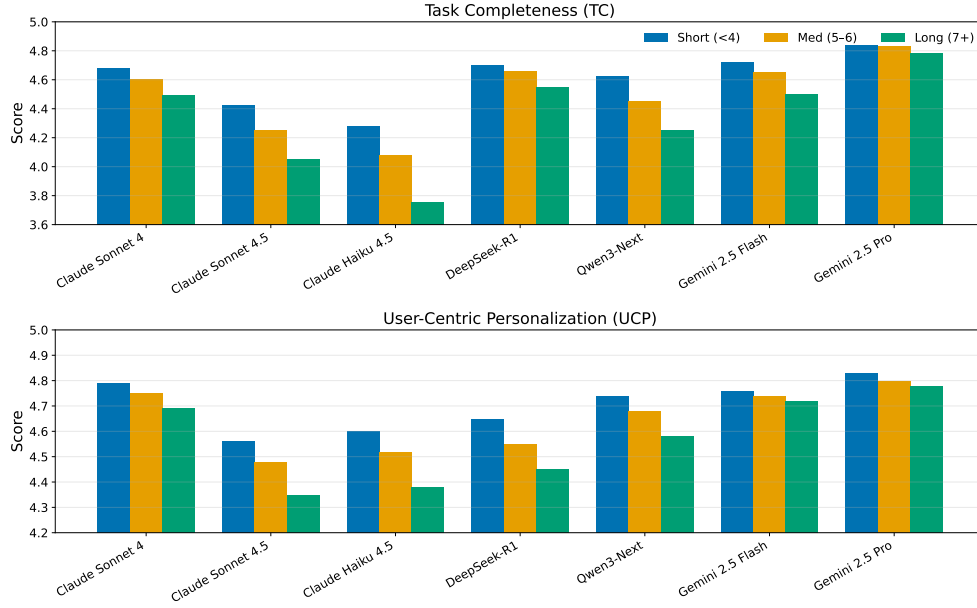 Task Completeness (TC)
Short (<4) Med (5–6) Long (7+)
5.0
4.8
4.6
4.4
4.2
4.0
3.8
3.6
Score
Claude Sonnet 4
Claude Sonnet 4.5
Claude Haiku 4.5
DeepSeek-R1
Qwen3-Next
Gemini 2.5 Flash
Gemini 2.5 Pro
User-Centric Personalization (UCP)
5.0
4.9
4.8
4.7
4.6
4.5
4.4
4.3
4.2
Score
Claude Sonnet 4
Claude Sonnet 4.5
Claude Haiku 4.5
DeepSeek-R1
Qwen3-Next
Gemini 2.5 Flash
Gemini 2.5 Pro